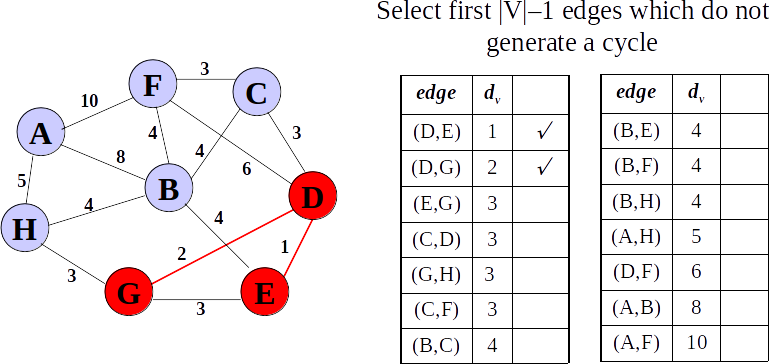 Select first |V|–1 edges which do not
generate a cycle
F
3
C
10
A
4
3
8
4
6
5
B
D
4
4
H
2
1
3
G
3
E
edge dv
(D,E) 1 √
(D,G) 2 √
(E,G) 3
(C,D) 3
(G,H) 3
(C,F) 3
(B,C) 4
edge dv
(B,E) 4
(B,F) 4
(B,H) 4
(A,H) 5
(D,F) 6
(A,B) 8
(A,F) 10